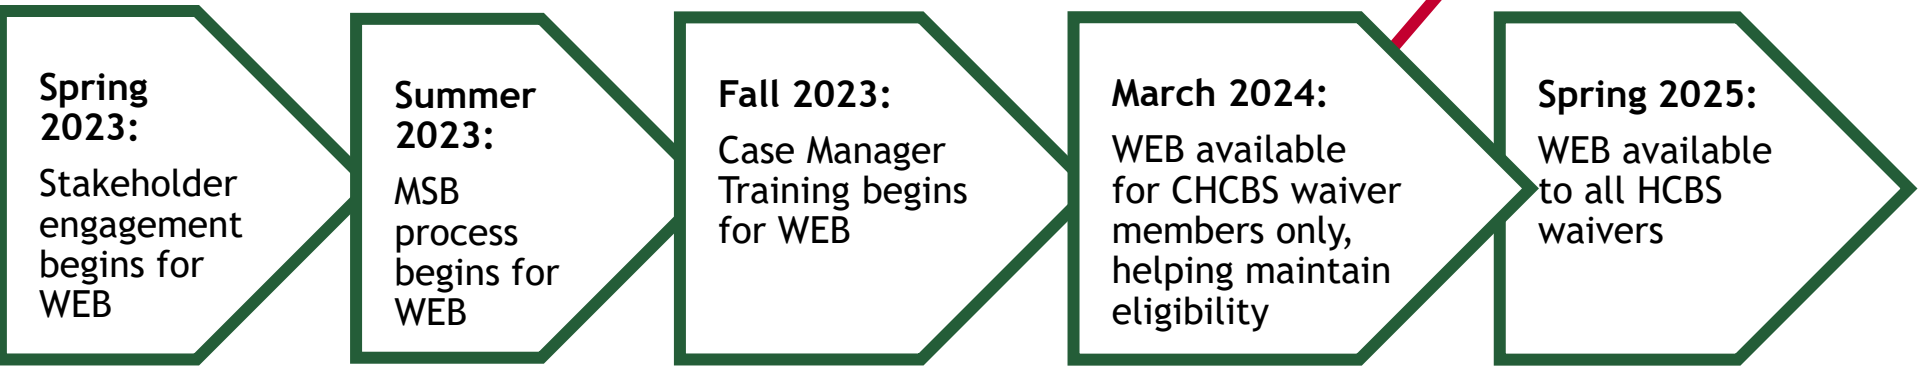 Spring
2023:
Stakeholder
engagement
begins for
WEB
Summer
2023:
MSB
process
begins for
WEB
Fall 2023:
Case Manager
Training begins
for WEB
March 2024:
WEB available
for CHCBS waiver
members only,
helping maintain
eligibility
Spring 2025:
WEB available
to all HCBS
waivers